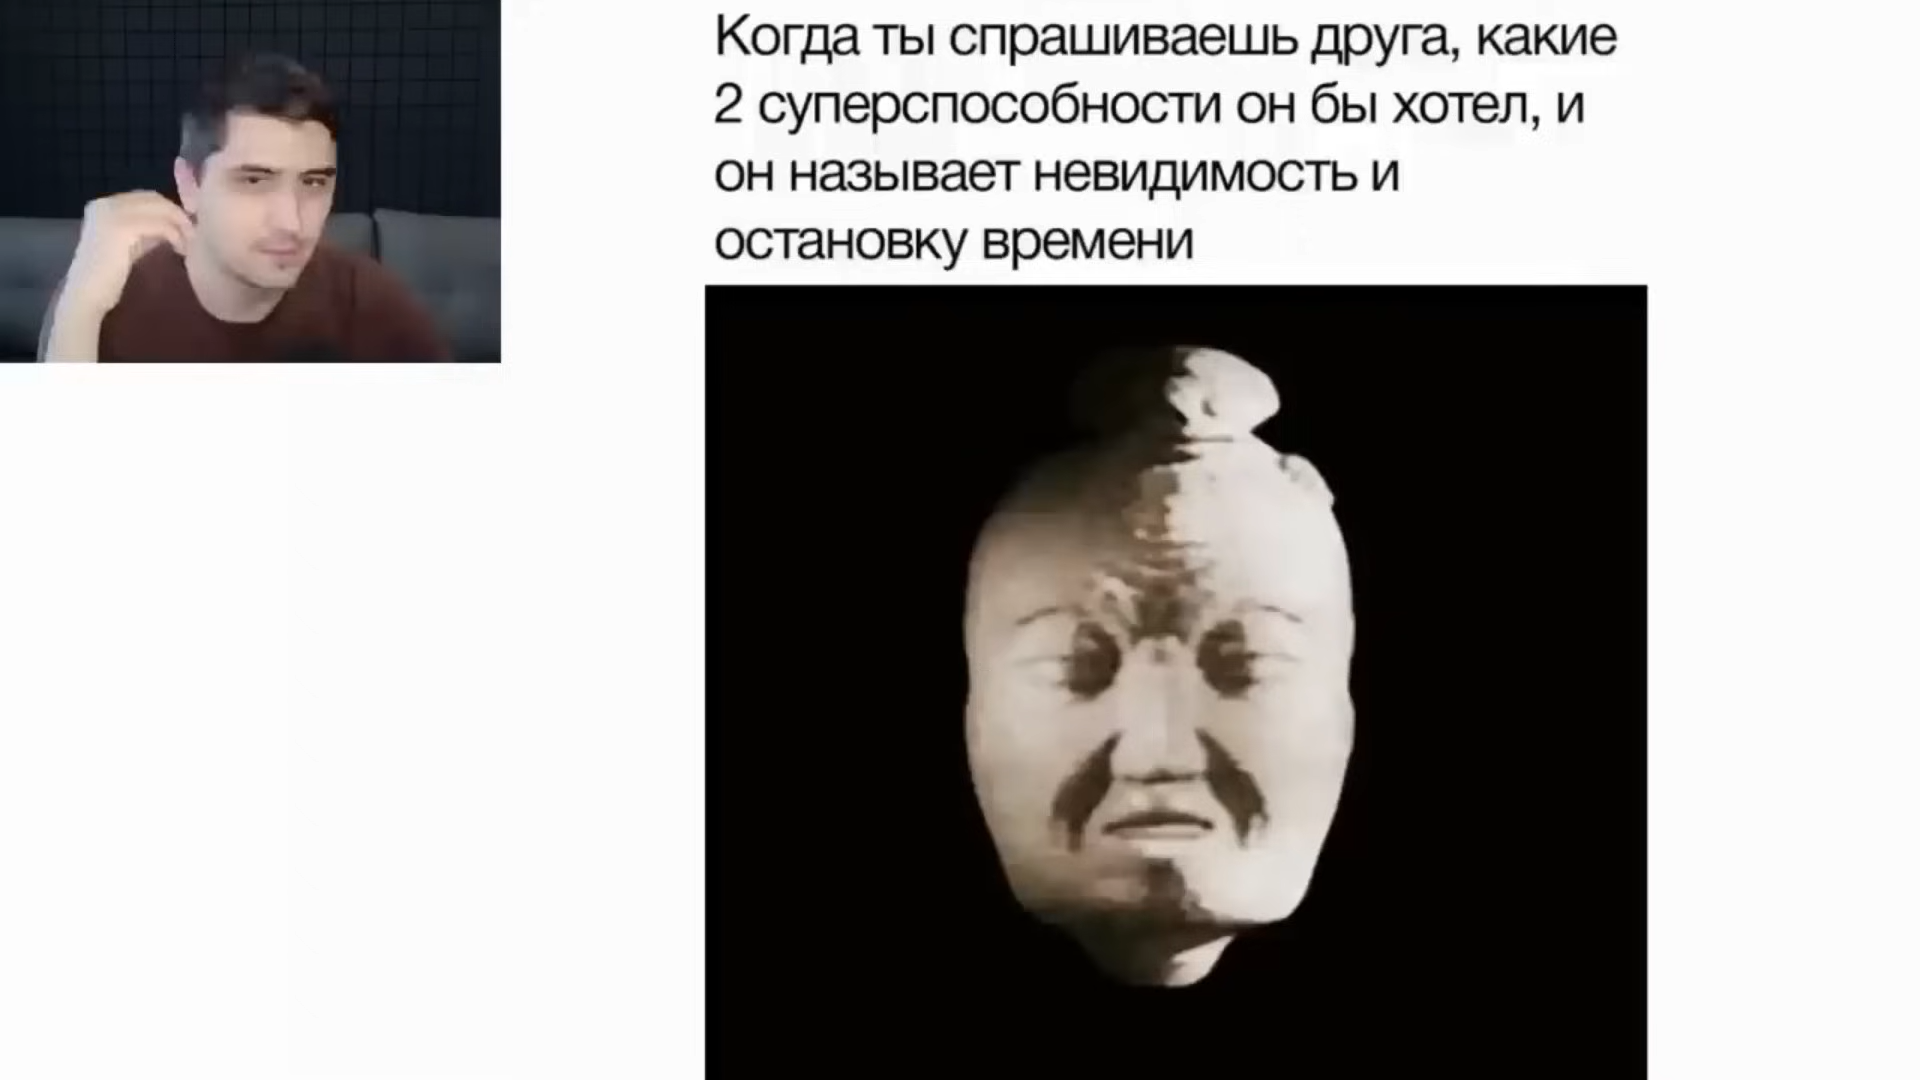 Когда ты спрашиваешь друга, какие
2 суперспособности он бы хотел, и
он называет невидимость и
остановку времени